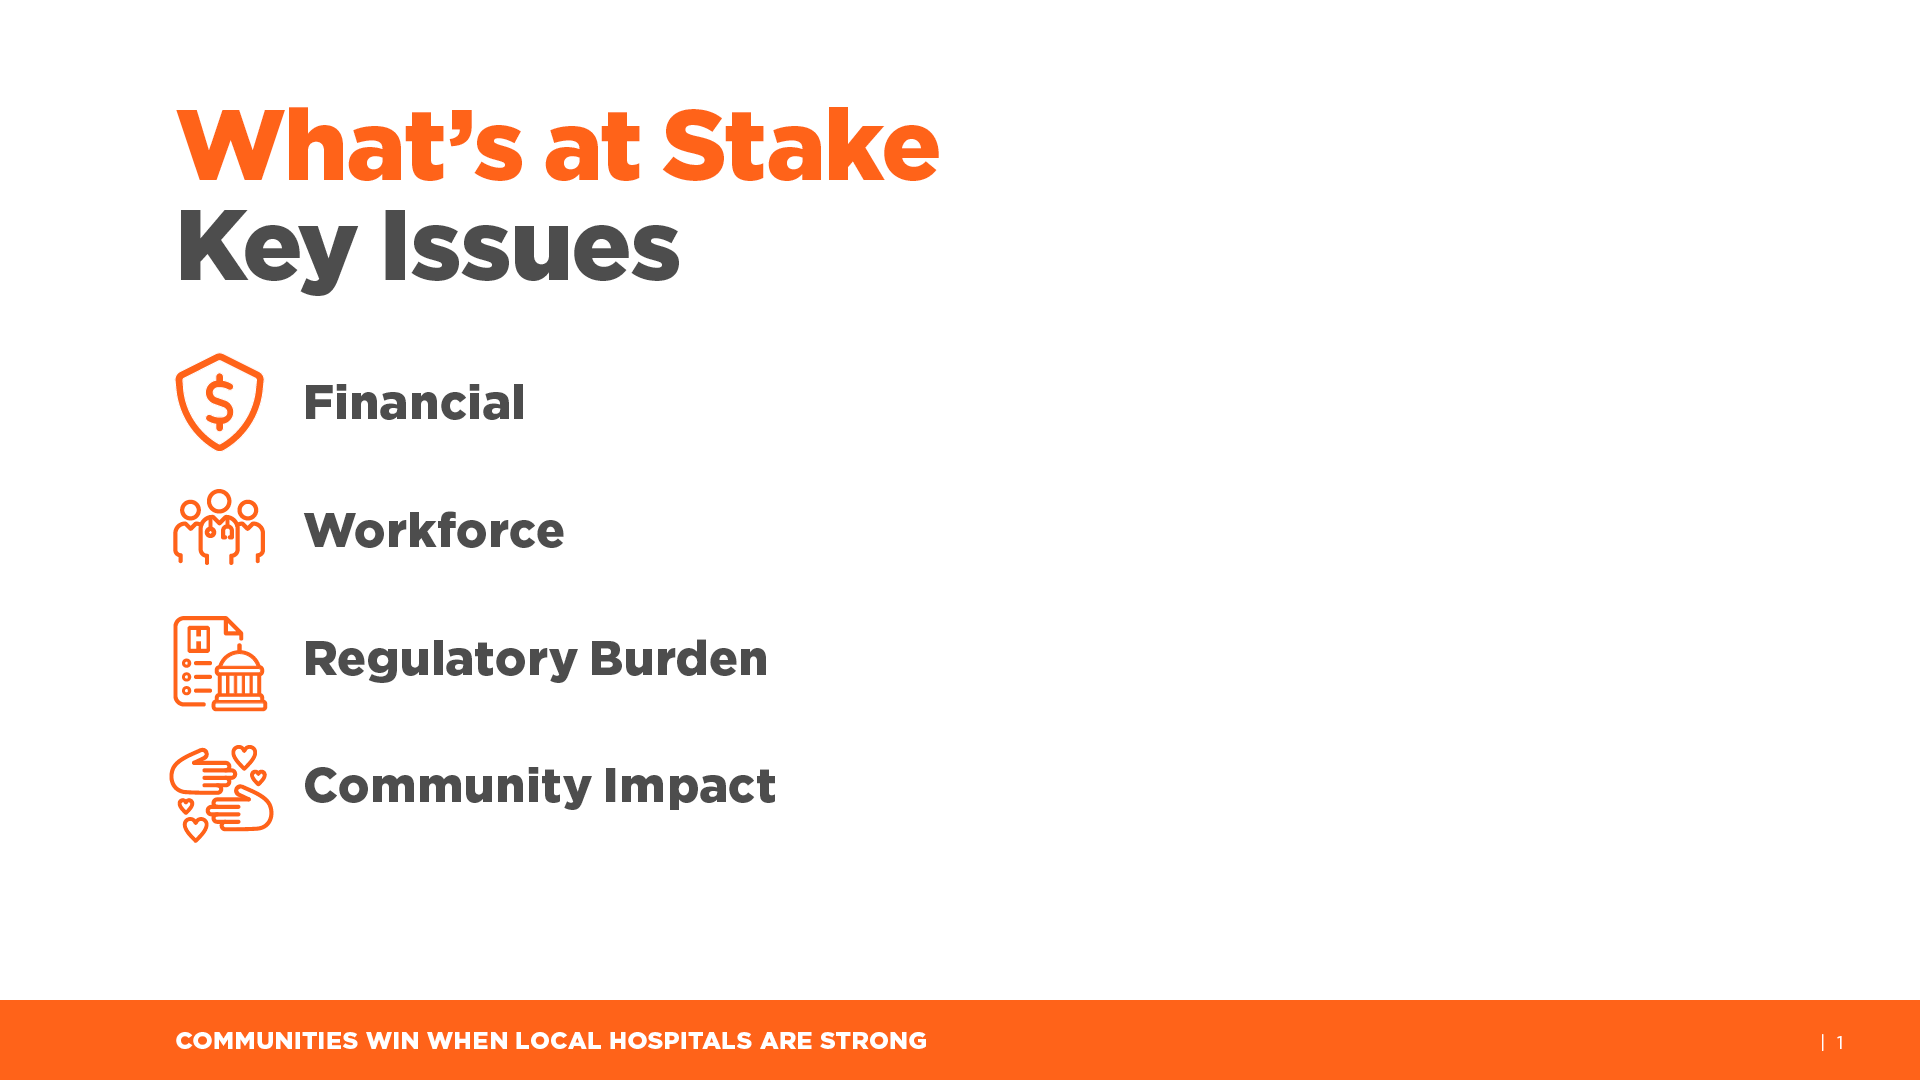 What’s at Stake
Key Issues
$
Financial
Workforce
H
Regulatory Burden
Community Impact
COMMUNITIES WIN WHEN LOCAL HOSPITALS ARE STRONG
| 1